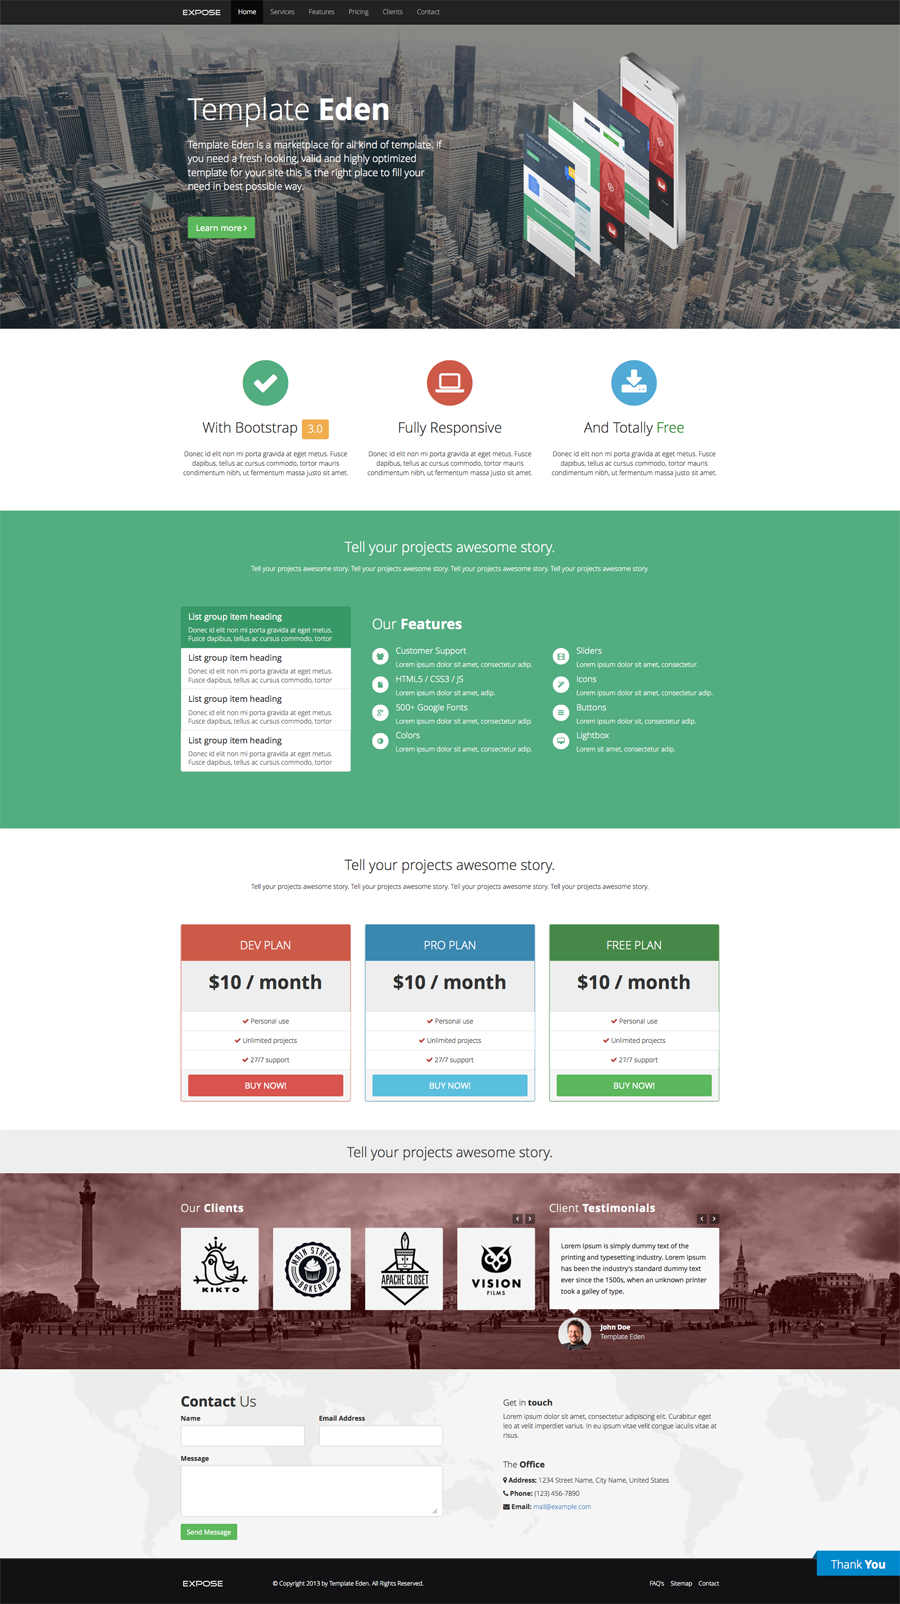 EXPOSE Home Services Features Pricing Clients Contact
Template Eden
Template Eden is a marketplace for all kind of template. If
you need a fresh looking, valid and highly optimized
template for your site this is the right place to fill your
need in best possible way.
Learn more
With Bootstrap 3.0
Donec id elit non mi porta gravida at eget metus. Fusce
dapibus, tellus ac cursus commodo, tortor mauris
condimentum nibh, ut fermentum massa justo sit amet.
Fully Responsive
Donec id elit non mi porta gravida at eget metus. Fusce
dapibus, tellus ac cursus commodo, tortor mauris
condimentum nibh, ut fermentum massa justo sit amet.
And Totally Free
Donec id elit non mi porta gravida at eget metus. Fusce
dapibus, tellus ac cursus commodo, tortor mauris
condimentum nibh, ut fermentum massa justo sit amet.
Tell your projects awesome story.
Tell your projects awesome story. Tell your projects awesome story. Tell your projects awesome story. Tell your projects awesome story.
List group item heading
Donec id elit non mi porta gravida at eget metus.
Fusce dapibus, tellus ac cursus commodo, tortor
List group item heading
Donec id elit non mi porta gravida at eget metus.
Fusce dapibus, tellus ac cursus commodo, tortor
List group item heading
Donec id elit non mi porta gravida at eget metus.
Fusce dapibus, tellus ac cursus commodo, tortor
List group item heading
Donec id elit non mi porta gravida at eget metus.
Fusce dapibus, tellus ac cursus commodo, tortor
Our Features
Customer Support
Lorem ipsum dolor sit amet, consectetur adip.
HTML5 / CSS3 / JS
Lorem ipsum dolor sit amet, adip.
500+ Google Fonts
Lorem ipsum dolor sit amet, consectetur adip.
Colors
Lorem ipsum dolor sit amet, consectetur adip.
Sliders
Lorem ipsum dolor sit amet, consectetur.
Icons
Lorem ipsum dolor sit amet, consectetur adip.
Buttons
Lorem ipsum dolor sit, consectetur adip.
Lightbox
Lorem sit amet, consectetur adip.
Tell your projects awesome story.
Tell your projects awesome story. Tell your projects awesome story. Tell your projects awesome story. Tell your projects awesome story.
DEV PLAN
$10 / month
Personal use
Unlimited projects
27/7 support
BUY NOW!
PRO PLAN
$10 / month
Personal use
Unlimited projects
27/7 support
BUY NOW!
FREE PLAN
$10 / month
Personal use
Unlimited projects
27/7 support
BUY NOW!
Tell your projects awesome story.
Our Clients
KIKTO
MAIN STREET
BAKERY
APACHE CLOSET
VISION
FILMS
Client Testimonials
Lorem Ipsum is simply dummy text of the
printing and typesetting industry. Lorem Ipsum
has been the industry's standard dummy text
ever since the 1500s, when an unknown printer
took a galley of type.
John Doe
Template Eden
Contact Us
Name
Email Address
Message
Send Message
Get in touch
Lorem ipsum dolor sit amet, consectetur adipiscing elit. Curabitur eget
leo at velit imperdiet varius. In eu ipsum vitae velit congue iaculis vitae at
risus.
The Office
Address: 1234 Street Name, City Name, United States
Phone: (123) 456-7890
Email: mail@example.com
Thank You
EXPOSE © Copyright 2013 by Template Eden. All Rights Reserved. FAQ's Sitemap Contact